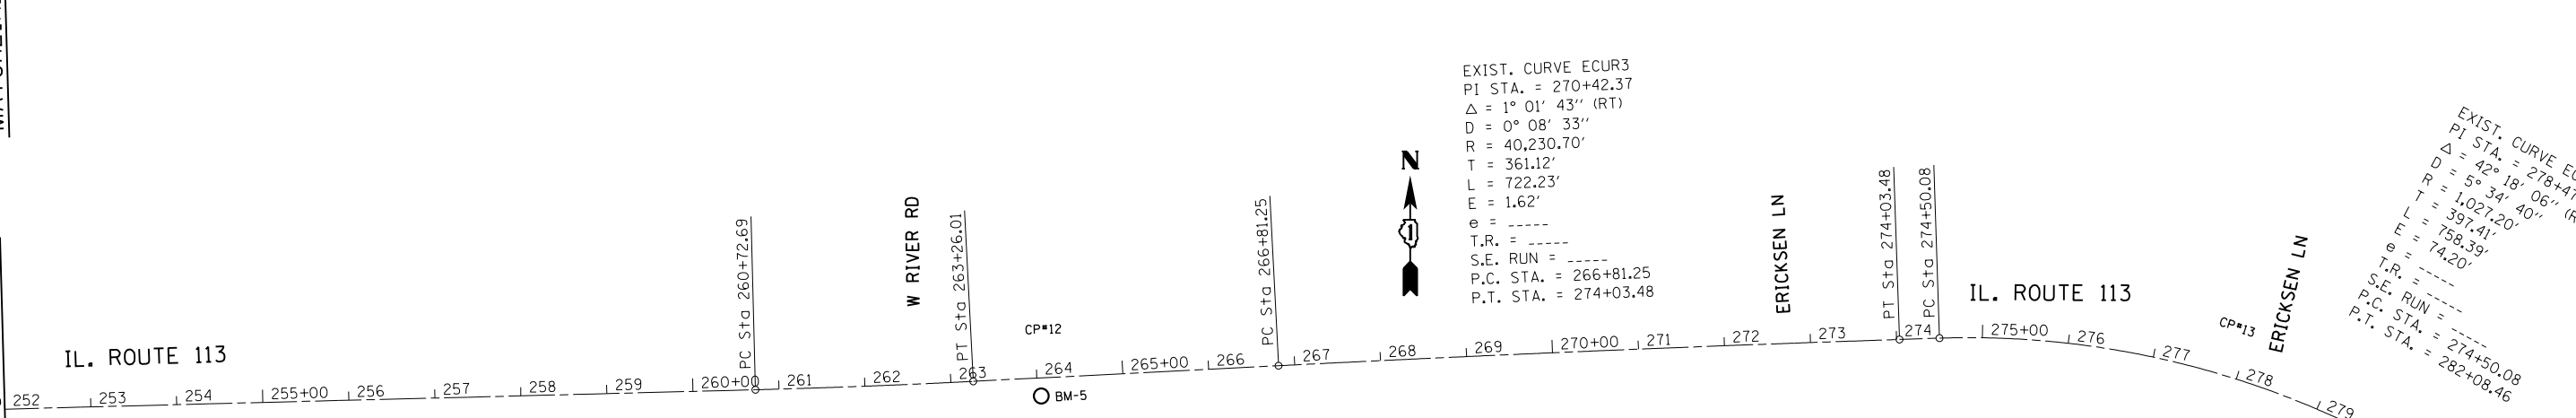 EXIST. CURVE ECUR3
PI STA. = 270+42.37
△ = 1° 01' 43'' (RT)
D = 0° 08' 33''
R = 40,230.70'
T = 361.12'
L = 722.23'
E = 1.62'
e = -----
T.R. = -----
S.E. RUN = -----
P.C. STA. = 266+81.25
P.T. STA. = 274+03.48
EXIST. CURVE
PI STA. = 278+47
△ = 42° 18' 06''
D = 5° 34' 40''
R = 1,027.20'
T = 397.41'
L = 758.39'
E = 74.20'
e = -----
T.R. = -----
S.E. RUN = -----
P.C. STA. = 274+50.08
P.T. STA. = 282+08.46
N
1
PC Sta 260+72.69
W RIVER RD
PT Sta 263+26.01
PC Sta 266+81.25
ERICKSEN LN
PT Sta 274+03.48
PC Sta 274+50.08
ERICKSEN LN
IL. ROUTE 113
IL. ROUTE 113
CP#12
CP#13
BM-5
252 253 254 255+00 256 257 258 259 260+00 261 262 263 264 265+00 266 267 268 269 270+00 271 272 273 274 275+00 276 277 278 279